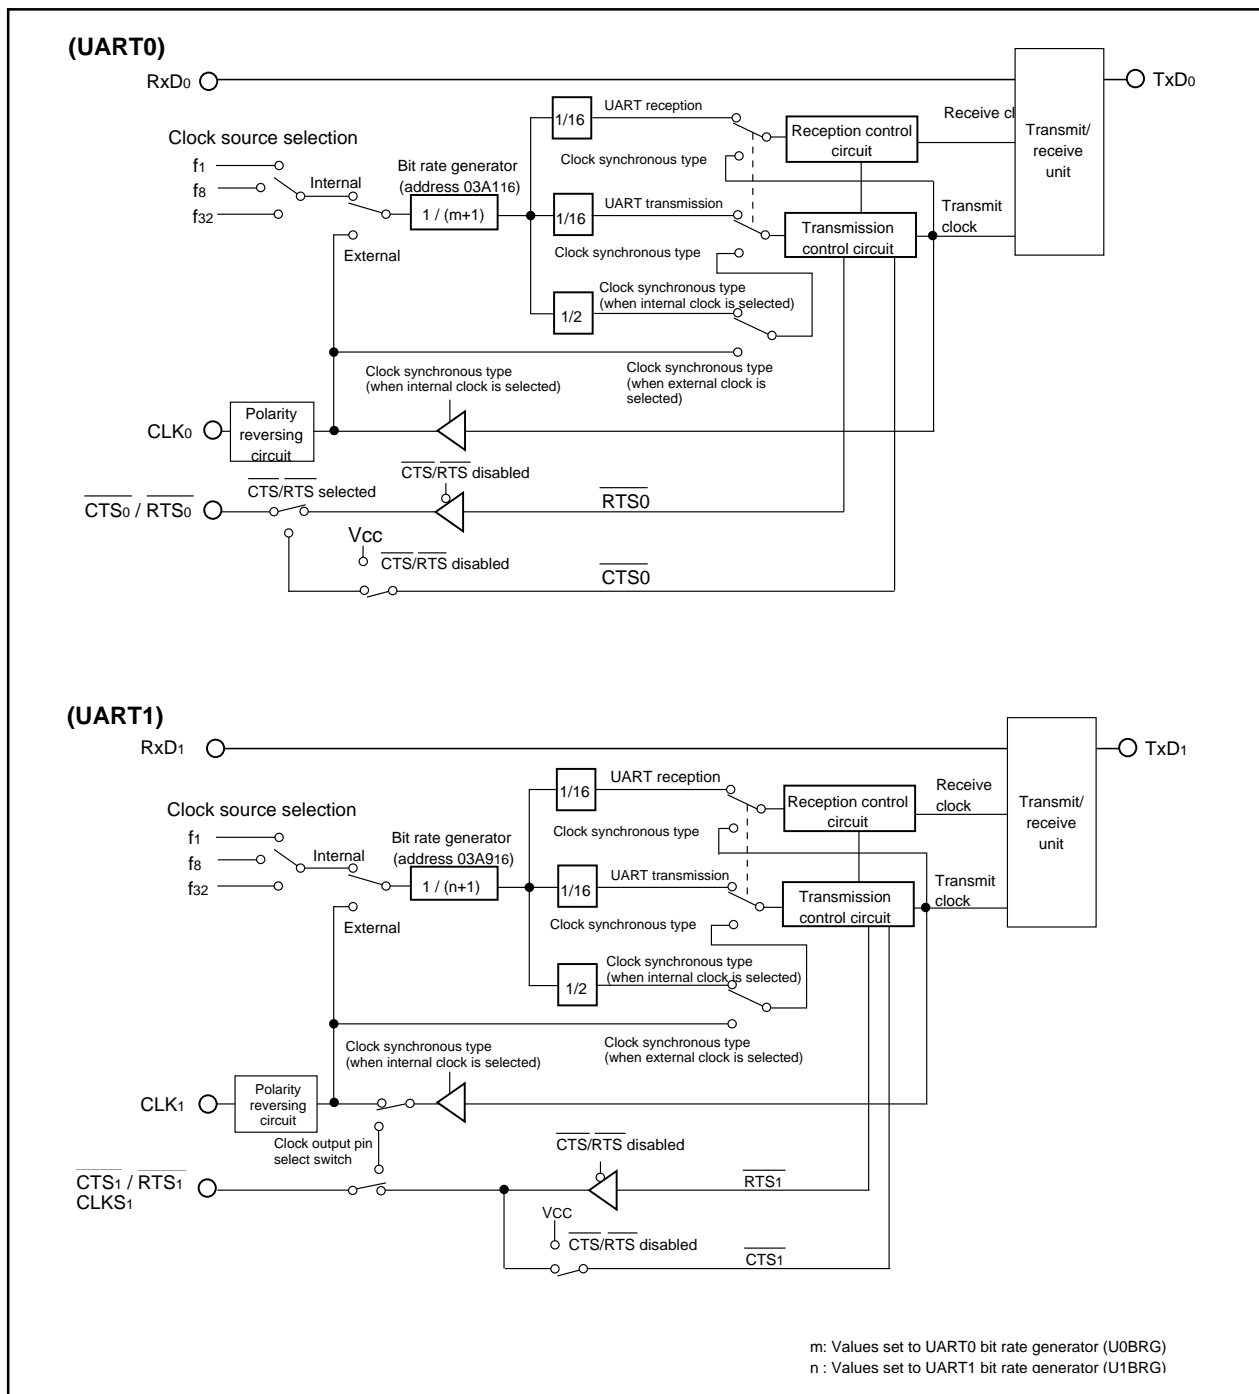 (UART0)
RxD0
TxD0
Clock source selection
f1
f8
f32
Internal
External
Bit rate generator
(address 03A116)
1 / (m+1)
1/16
UART reception
Clock synchronous type
1/16
UART transmission
Clock synchronous type
1/2
Clock synchronous type
(when internal clock is selected)
Reception control
circuit
Receive cl
Transmission
control circuit
Transmit
clock
Transmit/
receive
unit
Clock synchronous type
(when internal clock is selected)
Clock synchronous type
(when external clock is
selected)
CLK0
Polarity
reversing
circuit
CTS/RTS disabled
CTS0 / RTS0
CTS/RTS selected
RTS0
Vcc
CTS/RTS disabled
CTS0
(UART1)
RxD1
TxD1
Clock source selection
f1
f8
f32
Internal
External
Bit rate generator
(address 03A916)
1 / (n+1)
1/16
UART reception
Clock synchronous type
1/16
UART transmission
Clock synchronous type
1/2
Clock synchronous type
(when internal clock is selected)
Reception control
circuit
Receive
clock
Transmission
control circuit
Transmit
clock
Transmit/
receive
unit
Clock synchronous type
(when internal clock is selected)
Clock synchronous type
(when external clock is selected)
CLK1
Polarity
reversing
circuit
Clock output pin
select switch
CTS/RTS disabled
CTS1 / RTS1
CLKS1
RTS1
VCC
CTS/RTS disabled
CTS1
m: Values set to UART0 bit rate generator (U0BRG)
n : Values set to UART1 bit rate generator (U1BRG)